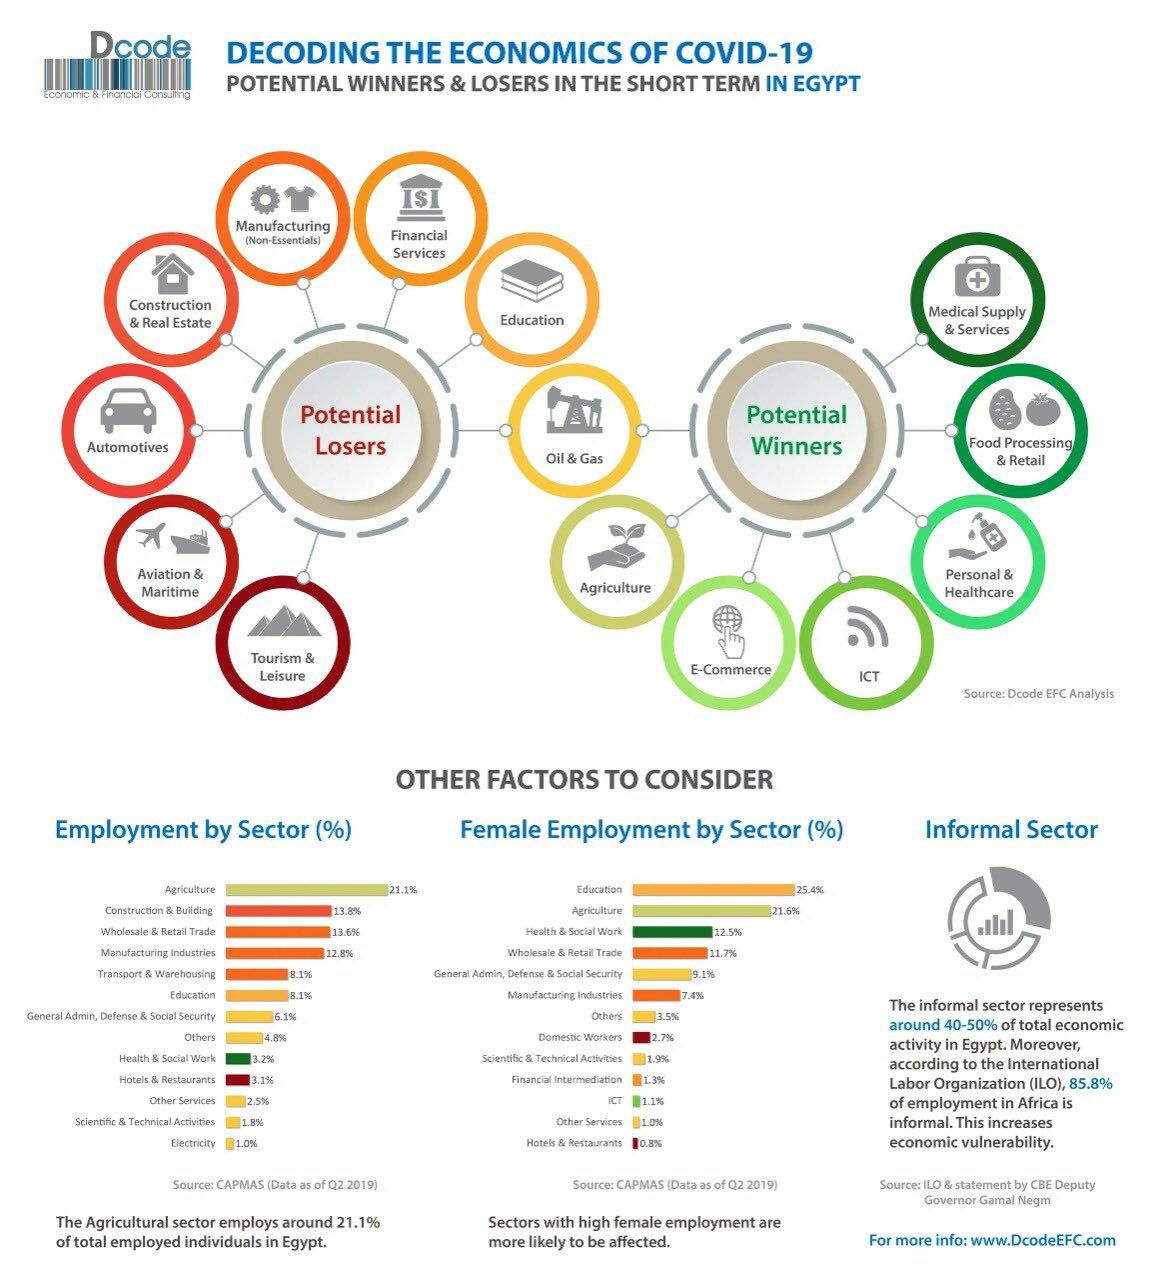 Dcode
Economic & Financial Consulting
DECODING THE ECONOMICS OF COVID-19
POTENTIAL WINNERS & LOSERS IN THE SHORT TERM IN EGYPT
Manufacturing
(Non-Essentials)
Financial
Services
Construction
& Real Estate
Education
Automotives
Potential
Losers
Oil & Gas
Aviation &
Maritime
Tourism &
Leisure
Potential
Winners
Medical Supply
& Services
Food Processing
& Retail
Personal &
Healthcare
Agriculture
E-Commerce
ICT
Source: Dcode EFC Analysis
OTHER FACTORS TO CONSIDER
Employment by Sector (%)
Agriculture 21.1%
Construction & Building 13.8%
Wholesale & Retail Trade 13.6%
Manufacturing Industries 12.8%
Transport & Warehousing 8.1%
Education 8.1%
General Admin, Defense & Social Security 6.1%
Others 4.8%
Health & Social Work 3.2%
Hotels & Restaurants 3.1%
Other Services 2.5%
Scientific & Technical Activities 1.8%
Electricity 1.0%
Source: CAPMAS (Data as of Q2 2019)
The Agricultural sector employs around 21.1%
of total employed individuals in Egypt.
Female Employment by Sector (%)
Education 25.4%
Agriculture 21.6%
Health & Social Work 12.5%
Wholesale & Retail Trade 11.7%
General Admin, Defense & Social Security 9.1%
Manufacturing Industries 7.4%
Others 3.5%
Domestic Workers 2.7%
Scientific & Technical Activities 1.9%
Financial Intermediation 1.3%
ICT 1.1%
Other Services 1.0%
Hotels & Restaurants 0.8%
Source: CAPMAS (Data as of Q2 2019)
Sectors with high female employment are
more likely to be affected.
Informal Sector
The informal sector represents
around 40-50% of total economic
activity in Egypt. Moreover,
according to the International
Labor Organization (ILO), 85.8%
of employment in Africa is
informal. This increases
economic vulnerability.
Source: ILO & statement by CBE Deputy
Governor Gamal Negm
For more info: www.DcodeEFC.com